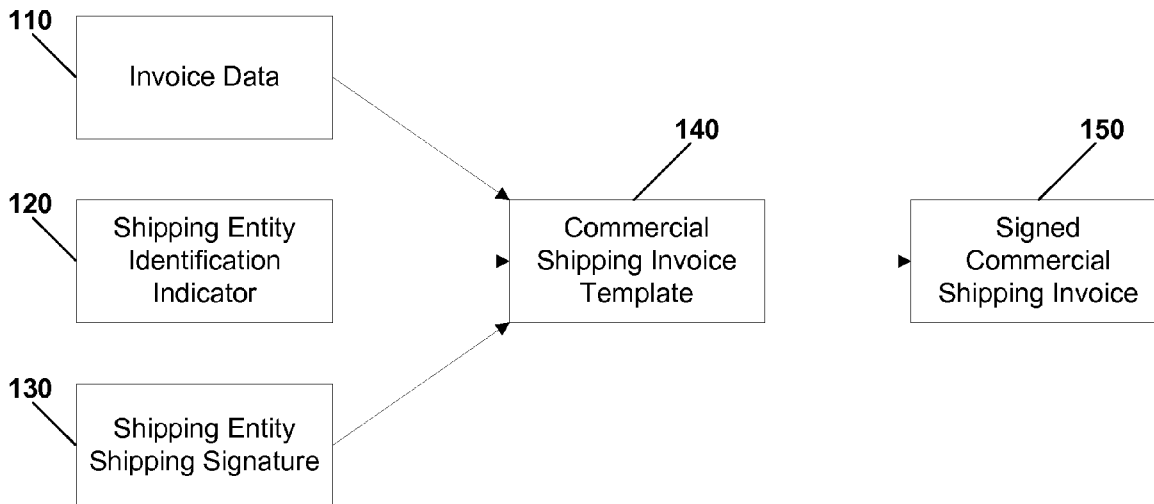 110
Invoice Data
140
150
120
Shipping Entity
Identification
Indicator
Commercial
Shipping Invoice
Template
Signed
Commercial
Shipping Invoice
130
Shipping Entity
Shipping Signature